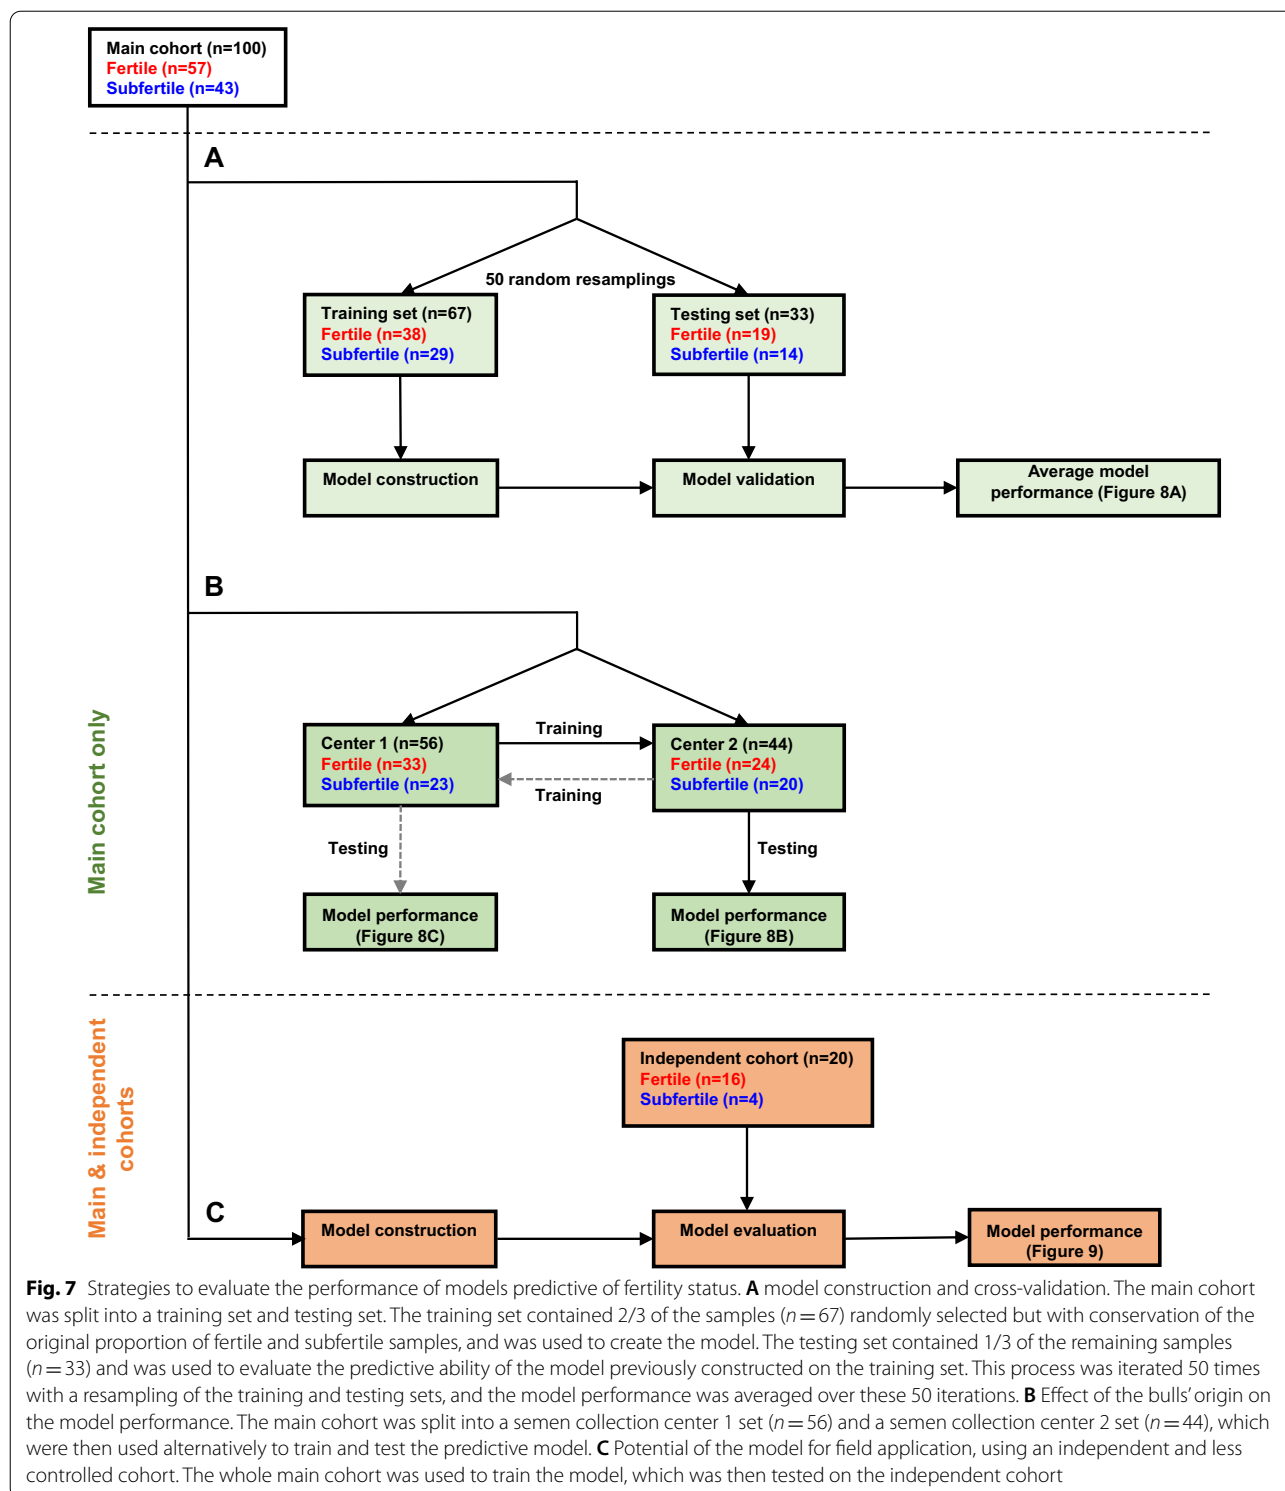 Main cohort (n=100)
Fertile (n=57)
Subfertile (n=43)
A
50 random resamplings
Training set (n=67)
Fertile (n=38)
Subfertile (n=29)
Testing set (n=33)
Fertile (n=19)
Subfertile (n=14)
Model construction
Model validation
Average model
performance (Figure 8A)
B
Main cohort only
Center 1 (n=56)
Fertile (n=33)
Subfertile (n=23)
Training
Training
Center 2 (n=44)
Fertile (n=24)
Subfertile (n=20)
Testing
Testing
Model performance
(Figure 8C)
Model performance
(Figure 8B)
Main & independent
cohorts
Independent cohort (n=20)
Fertile (n=16)
Subfertile (n=4)
C
Model construction
Model evaluation
Model performance
(Figure 9)
Fig. 7 Strategies to evaluate the performance of models predictive of fertility status. A model construction and cross-validation. The main cohort
was split into a training set and testing set. The training set contained 2/3 of the samples (n = 67) randomly selected but with conservation of the
original proportion of fertile and subfertile samples, and was used to create the model. The testing set contained 1/3 of the remaining samples
(n = 33) and was used to evaluate the predictive ability of the model previously constructed on the training set. This process was iterated 50 times
with a resampling of the training and testing sets, and the model performance was averaged over these 50 iterations. B Effect of the bulls' origin on
the model performance. The main cohort was split into a semen collection center 1 set (n = 56) and a semen collection center 2 set (n = 44), which
were then used alternatively to train and test the predictive model. C Potential of the model for field application, using an independent and less
controlled cohort. The whole main cohort was used to train the model, which was then tested on the independent cohort